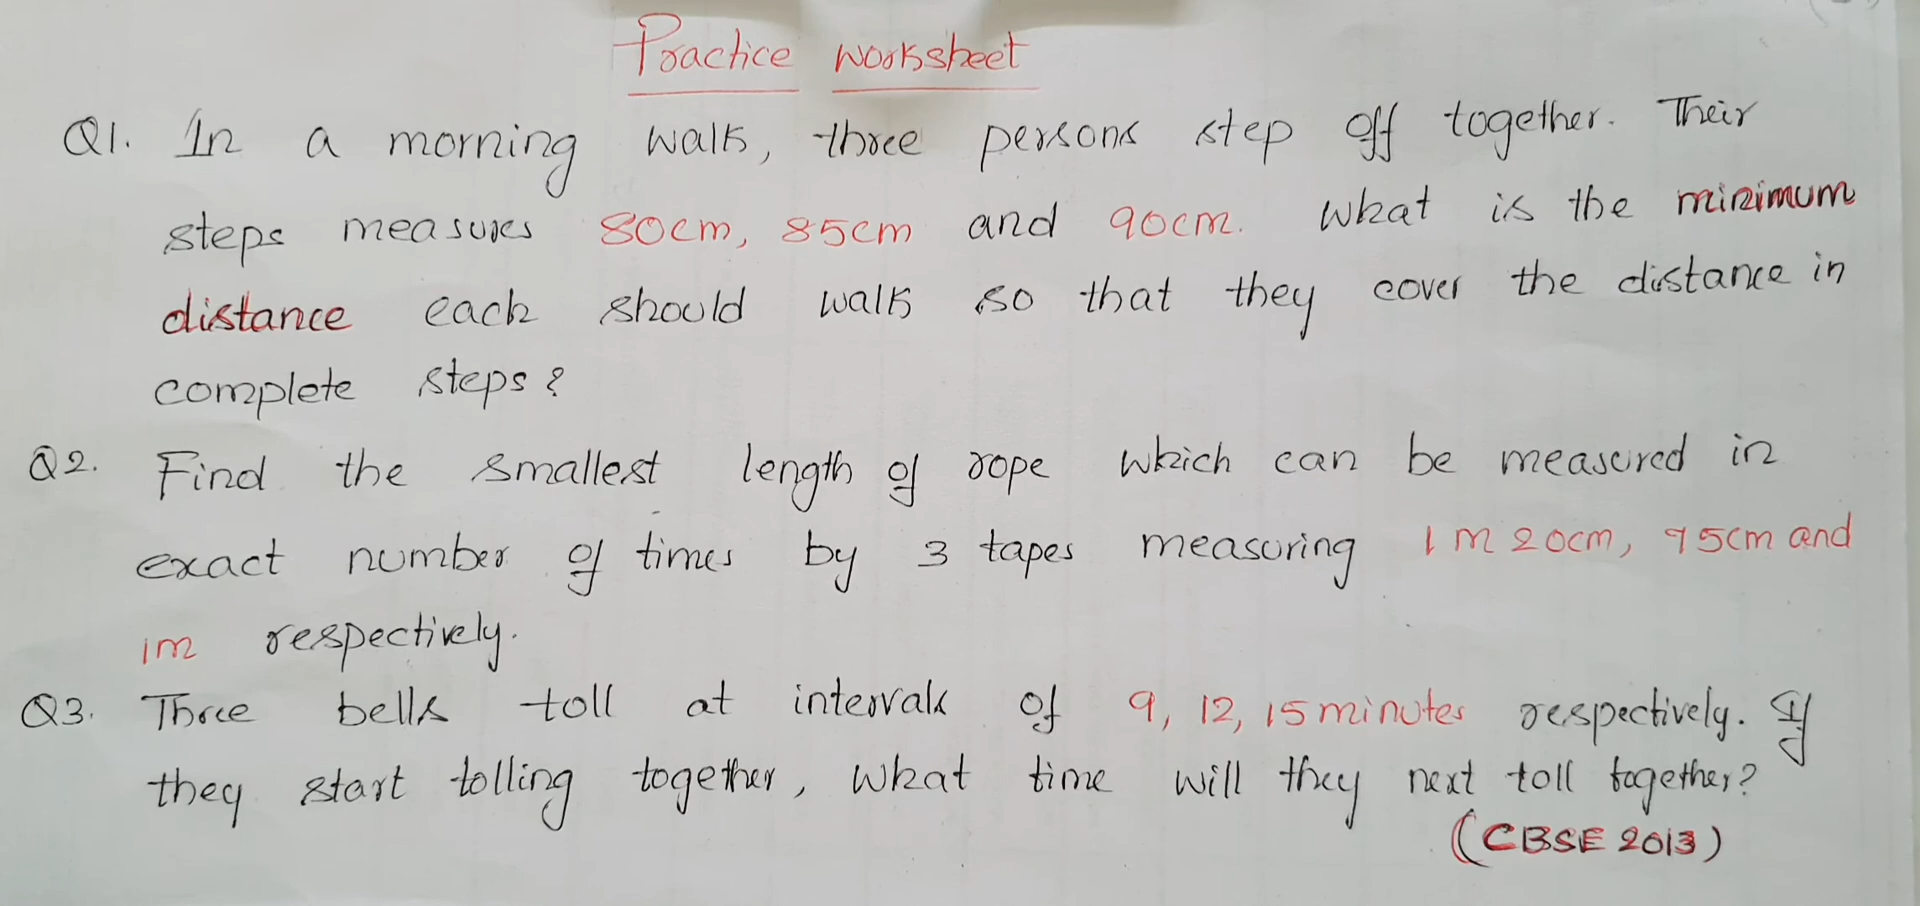 Practice worksheet
Q1. In a morning walk, three persons step off together. Their
steps measures 80cm, 85cm and 90cm. What is the minimum
distance each should walk so that they cover the distance in
complete steps?
Q2. Find the smallest length of rope which can be measured in
exact number of times by 3 tapes measuring 1m 20cm, 75cm and
1m respectively.
Q3. Three bells toll at intervals of 9, 12, 15 minutes respectively. If
they start tolling together, what time will they next toll together?
(CBSE 2013)